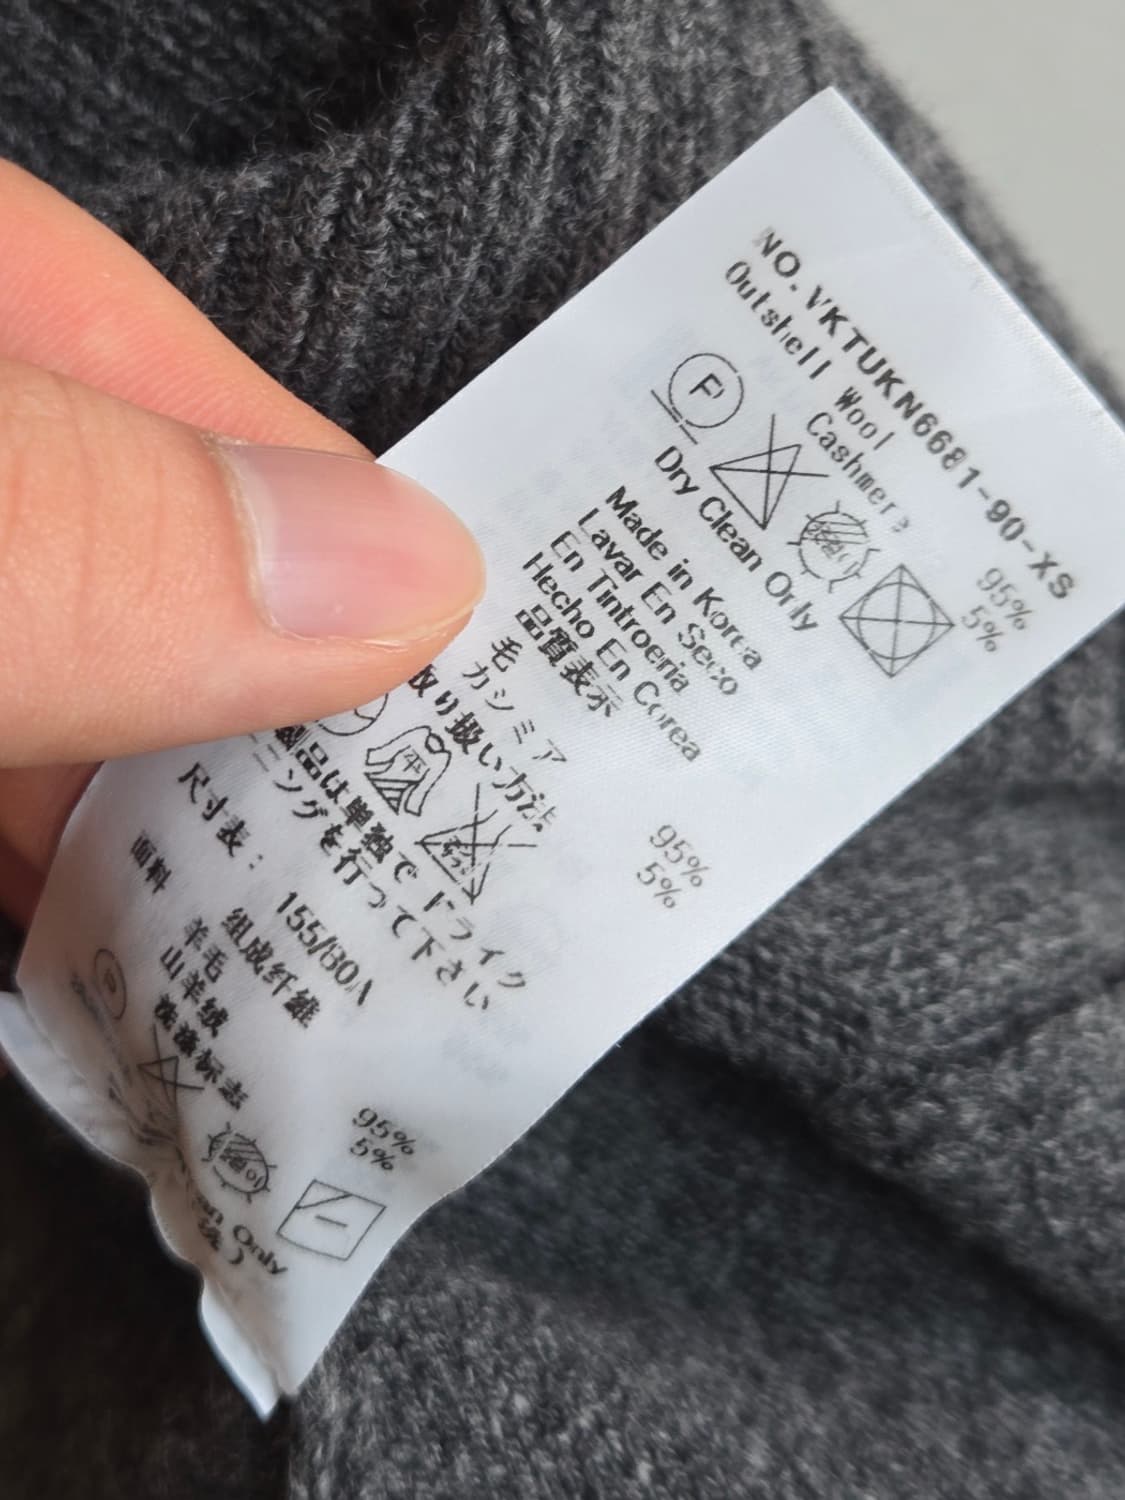 NO. VKTUKN6681-90-XS
Outshell Wool 95%
Cashmere 5%
F
Dry Clean Only
Made in Korea
Lavar En Seco
En Tintroeria
Hecho En Corea
品質表示
毛 95%
カシミア 5%
取り扱い方法
平
製品は単独で ドライク
ニングを行って下さい
尺寸表： 155/80A
面料 组成纤維
羊毛 95%
山羊绒 5%
洗涤标志
Only